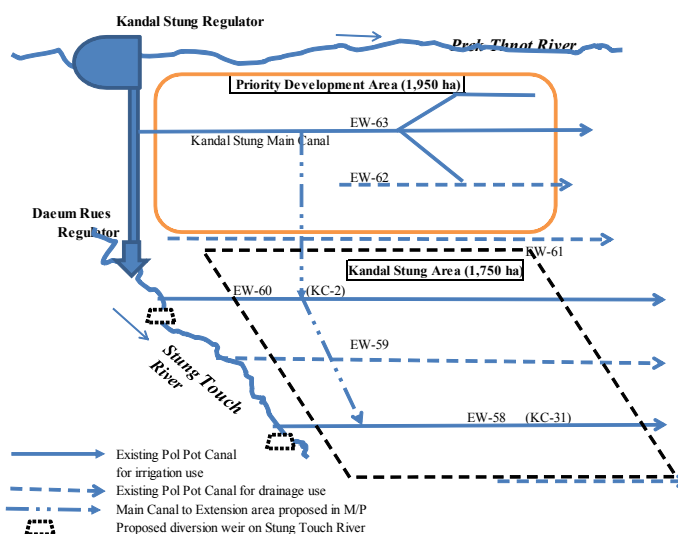 Kandal Stung Regulator
Prek Thnot River
Priority Development Area (1,950 ha)
EW-63
Kandal Stung Main Canal
EW-62
Daeum Rues
Regulator
EW-61
Kandal Stung Area (1,750 ha)
EW-60 (KC-2)
EW-59
Stung Touch
River
EW-58 (KC-31)
Existing Pol Pot Canal
for irrigation use
Existing Pol Pot Canal for drainage use
Main Canal to Extension area proposed in M/P
Proposed diversion weir on Stung Touch River